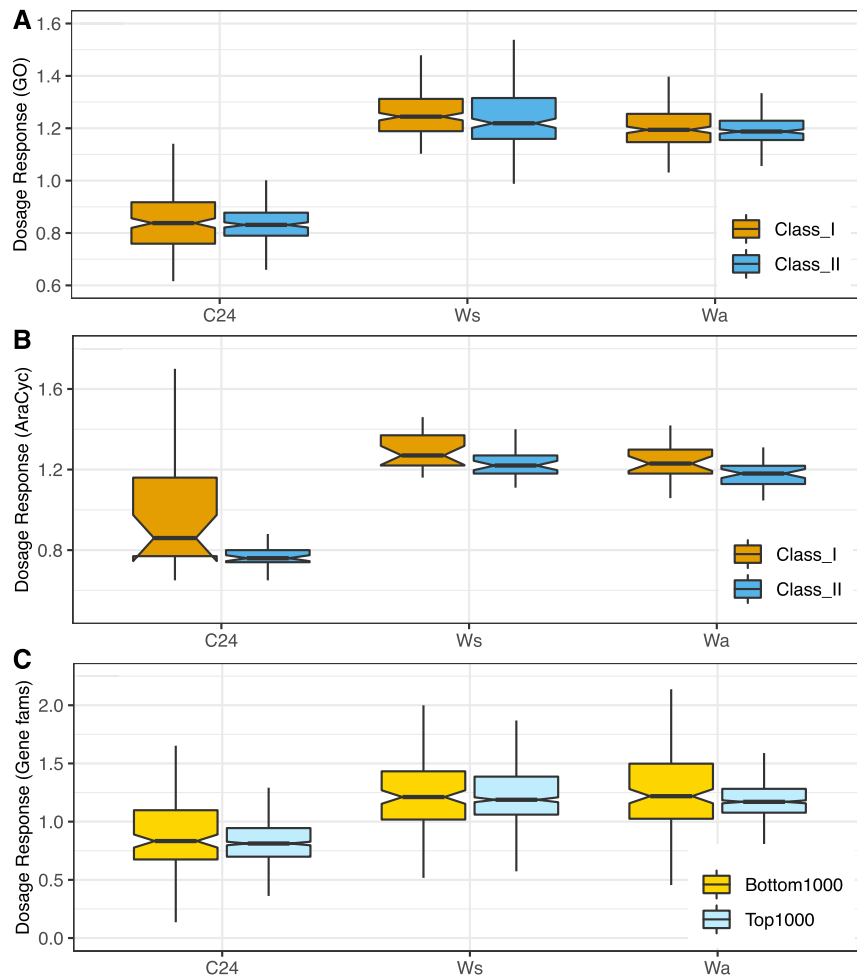 A
Dosage Response (GO)
1.6
1.4
1.2
1.0
0.8
0.6
Class_I
Class_II
C24 Ws Wa
B
Dosage Response (AraCyc)
1.6
1.2
0.8
Class_I
Class_II
C24 Ws Wa
C
Dosage Response (Gene fams)
2.0
1.5
1.0
0.5
0.0
Bottom1000
Top1000
C24 Ws Wa